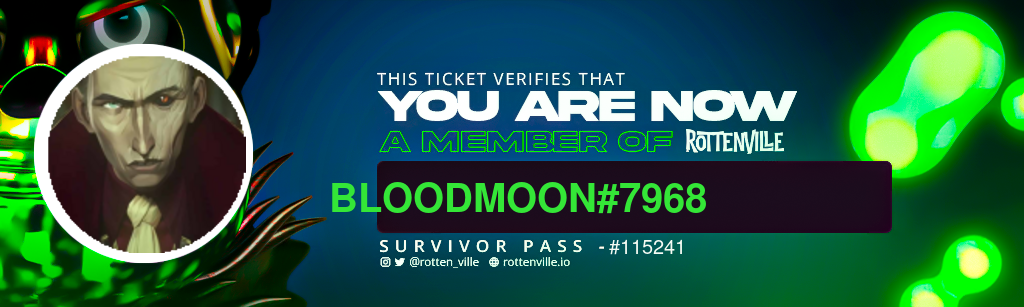 THIS TICKET VERIFIES THAT
YOU ARE NOW
A MEMBER OF ROTTENVILLE
BLOODMOON#7968
SURVIVOR PASS - #115241
@rotten_ville rottenville.io